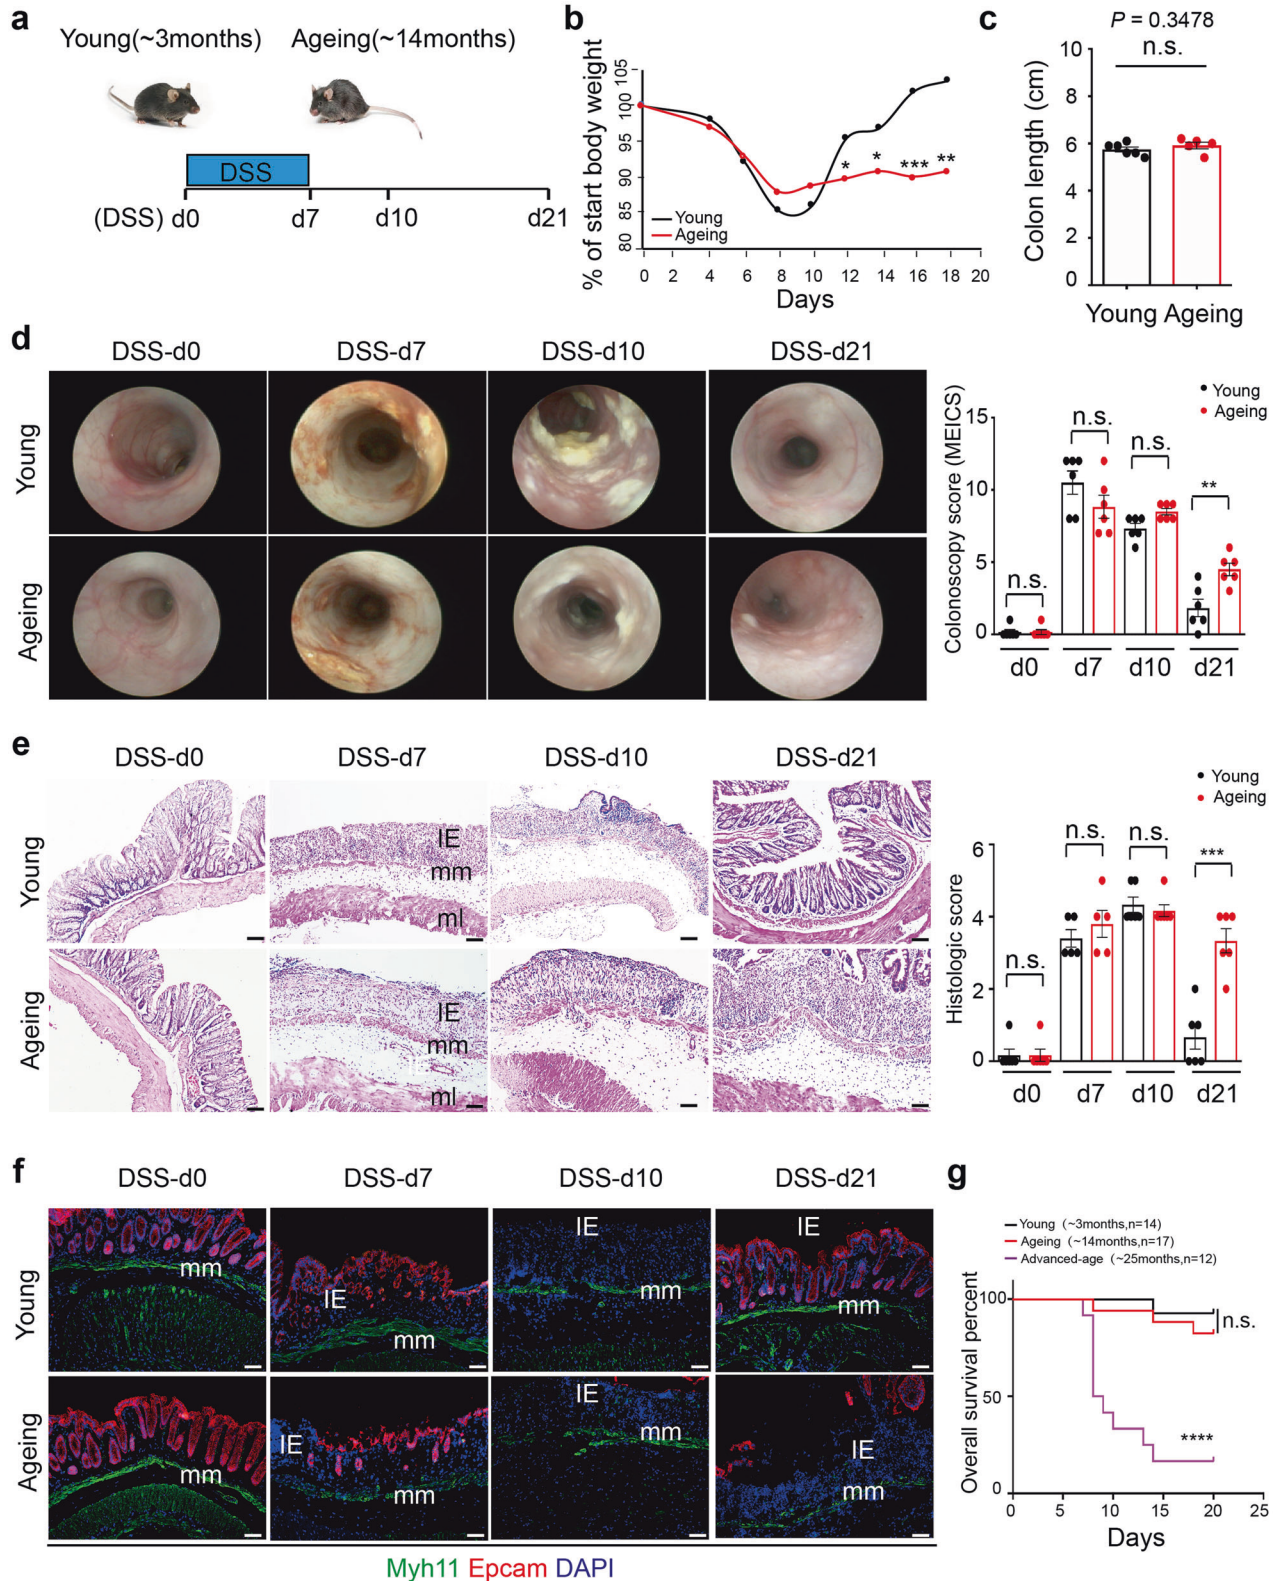 a
Young(~3months) Ageing(~14months)
DSS
(DSS) d0 d7 d10 d21
b
% of start body weight
105
100
95
90
85
80
* * *** **
Young
Ageing
0 2 4 6 8 10 12 14 16 18 20
Days
c
P = 0.3478
n.s.
Colon length (cm)
10
8
6
4
2
0
Young Ageing
d
DSS-d0 DSS-d7 DSS-d10 DSS-d21
Young
Ageing
Young
Ageing
Colonoscopy score (MEICS)
15
10
5
0
n.s. n.s. n.s. **
d0 d7 d10 d21
e
DSS-d0 DSS-d7 DSS-d10 DSS-d21
Young
IE
mm
ml
Ageing
IE
mm
ml
Young
Ageing
Histologic score
6
4
2
0
n.s. n.s. n.s. ***
d0 d7 d10 d21
f
DSS-d0 DSS-d7 DSS-d10 DSS-d21
Young
mm
IE
mm
IE
mm
IE
mm
Ageing
mm
IE
mm
IE
mm
IE
mm
Myh11 Epcam DAPI
g
Young (~3months,n=14)
Ageing (~14months,n=17)
Advanced-age (~25months,n=12)
Overall survival percent
100
50
0
n.s.
****
0 5 10 15 20 25
Days